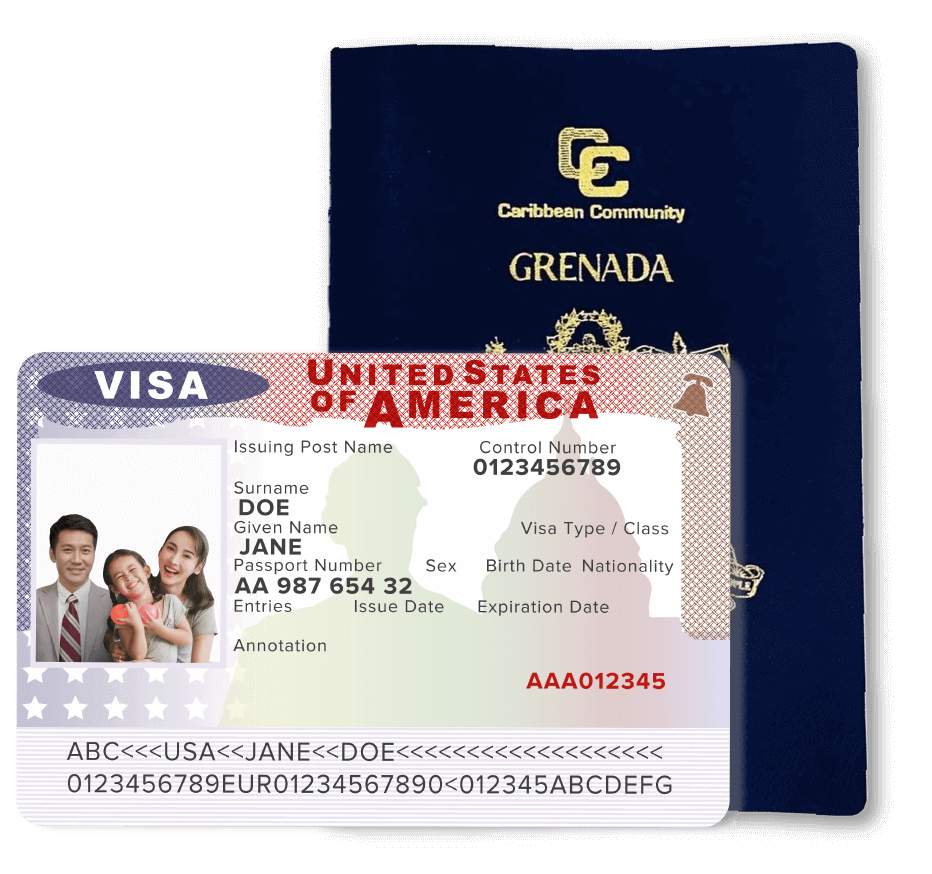 Caribbean Community
GRENADA
VISA
UNITED STATES
OF AMERICA
Issuing Post Name
Control Number
0123456789
Surname
DOE
Given Name
Visa Type / Class
JANE
Passport Number Sex Birth Date Nationality
AA 987 654 32
Entries Issue Date Expiration Date
Annotation
AAA012345
ABC<<<USA<<JANE<<DOE<<<<<<<<<<<<<<<<<<<
0123456789EUR01234567890<012345ABCDEFG